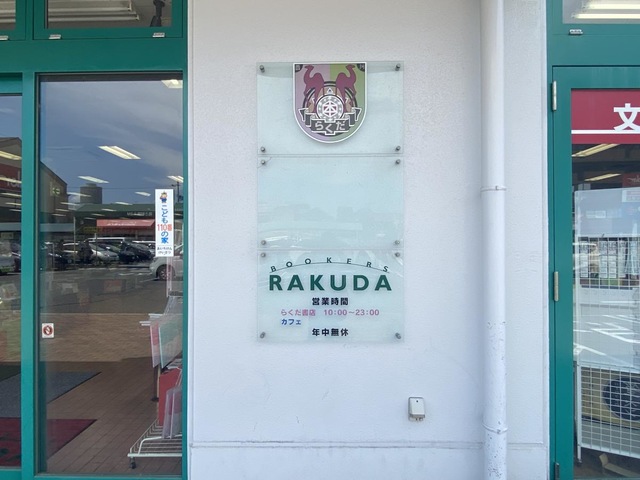 本
らくだ
BOOKERS
RAKUDA
営業時間
らくだ書店 10:00〜23:00
カフェ
年中無休
こども
110番
の家
文